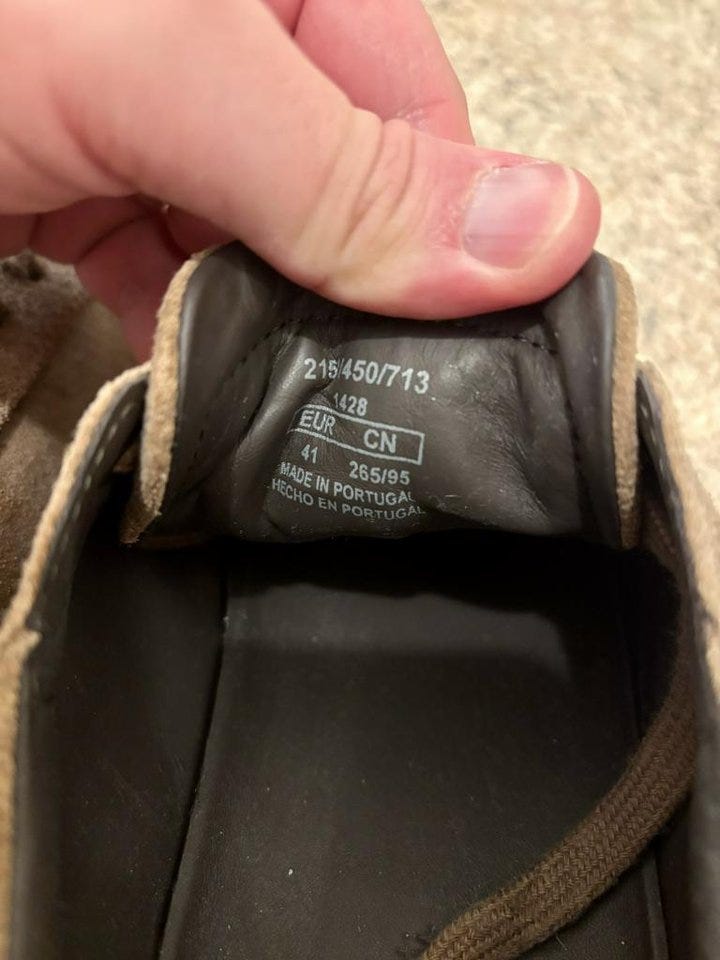 215/450/713
1428
EUR CN
41 265/95
MADE IN PORTUGAL
HECHO EN PORTUGAL